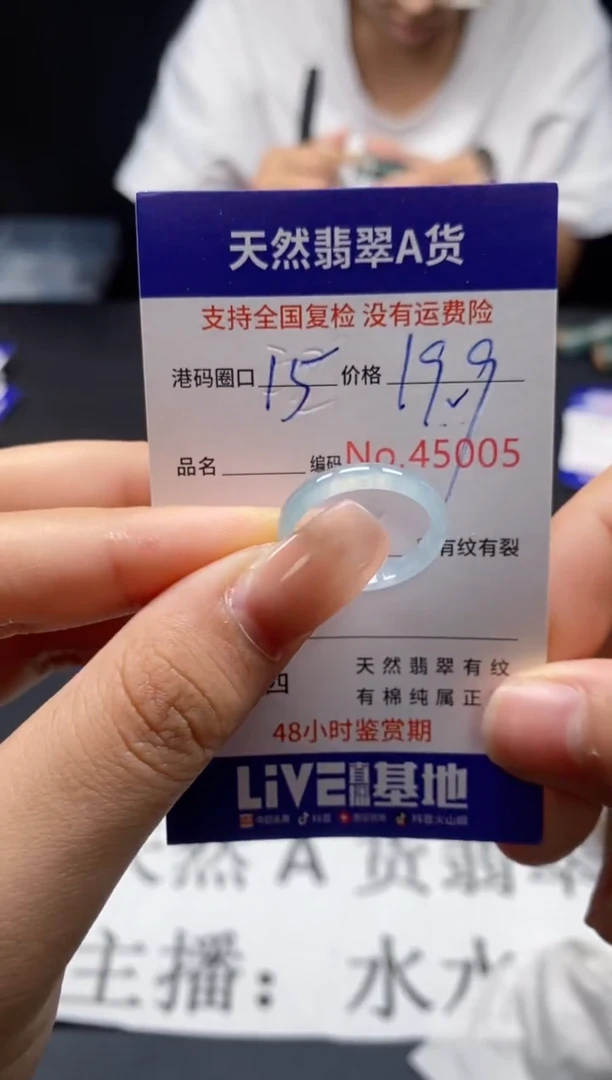 天然翡翠A货
支持全国复检 没有运费险
港码圈口 15 价格 199
品名 编码 No.45005
有纹有裂
四
天然翡翠有纹
有棉纯属正
48小时鉴赏期
LiVE直播基地
天然A货翡翠
主播：水水